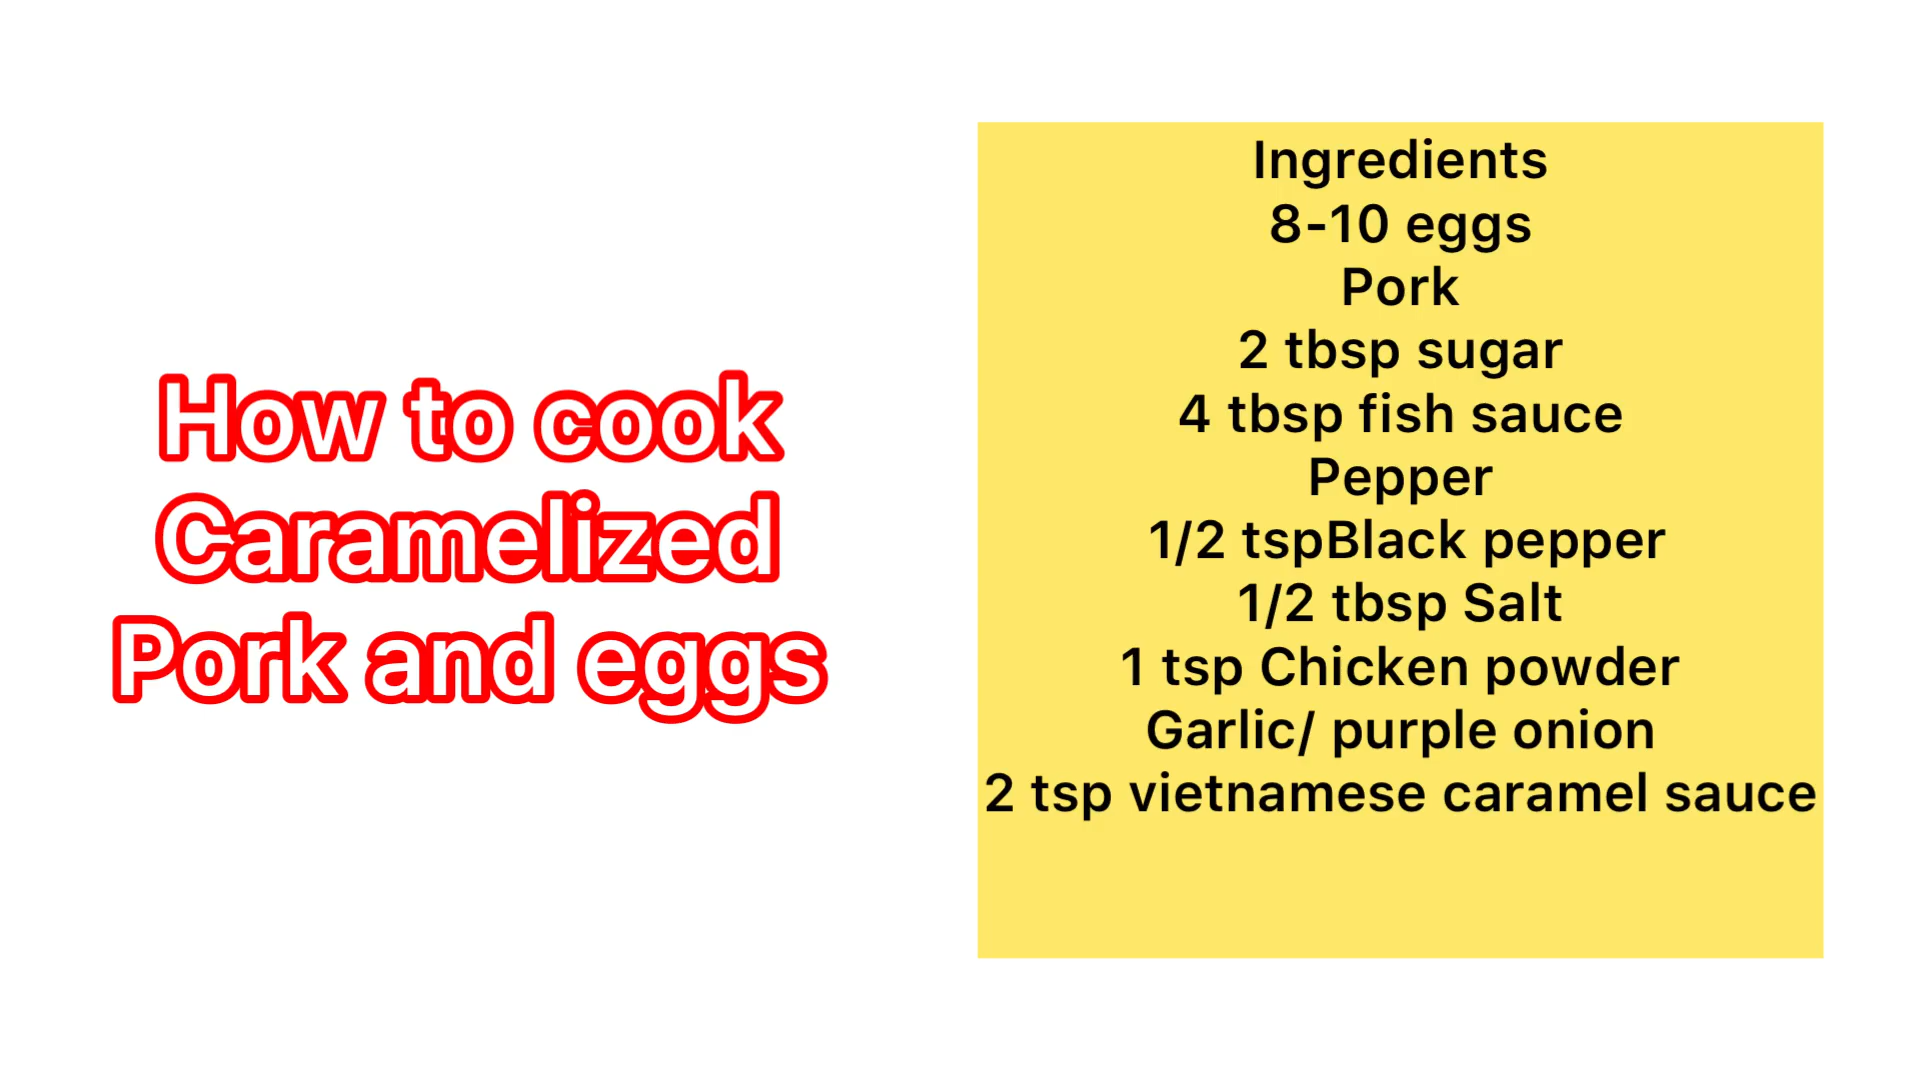 How to cook
Caramelized
Pork and eggs
Ingredients
8-10 eggs
Pork
2 tbsp sugar
4 tbsp fish sauce
Pepper
1/2 tspBlack pepper
1/2 tbsp Salt
1 tsp Chicken powder
Garlic/ purple onion
2 tsp vietnamese caramel sauce